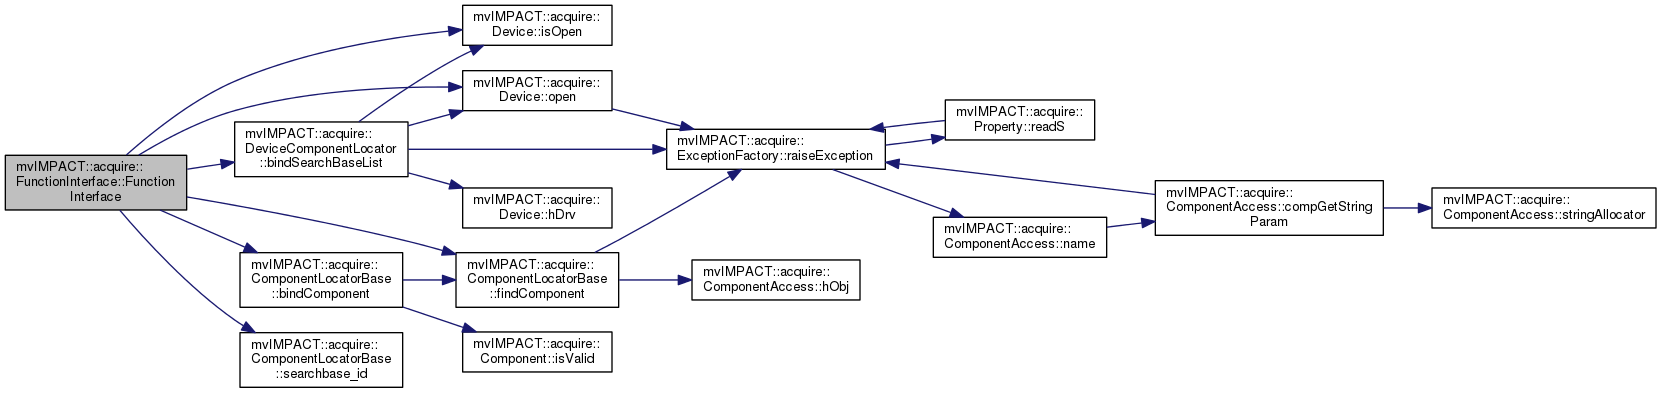 mvIMPACT::acquire::
FunctionInterface::Function
Interface
mvIMPACT::acquire::
Device::isOpen
mvIMPACT::acquire::
Device::open
mvIMPACT::acquire::
DeviceComponentLocator
::bindSearchBaseList
mvIMPACT::acquire::
Device::hDrv
mvIMPACT::acquire::
ComponentLocatorBase
::bindComponent
mvIMPACT::acquire::
ComponentLocatorBase
::findComponent
mvIMPACT::acquire::
Component::isValid
mvIMPACT::acquire::
ComponentLocatorBase
::searchbase_id
mvIMPACT::acquire::
ExceptionFactory::raiseException
mvIMPACT::acquire::
ComponentAccess::hObj
mvIMPACT::acquire::
Property::readS
mvIMPACT::acquire::
ComponentAccess::name
mvIMPACT::acquire::
ComponentAccess::compGetString
Param
mvIMPACT::acquire::
ComponentAccess::stringAllocator